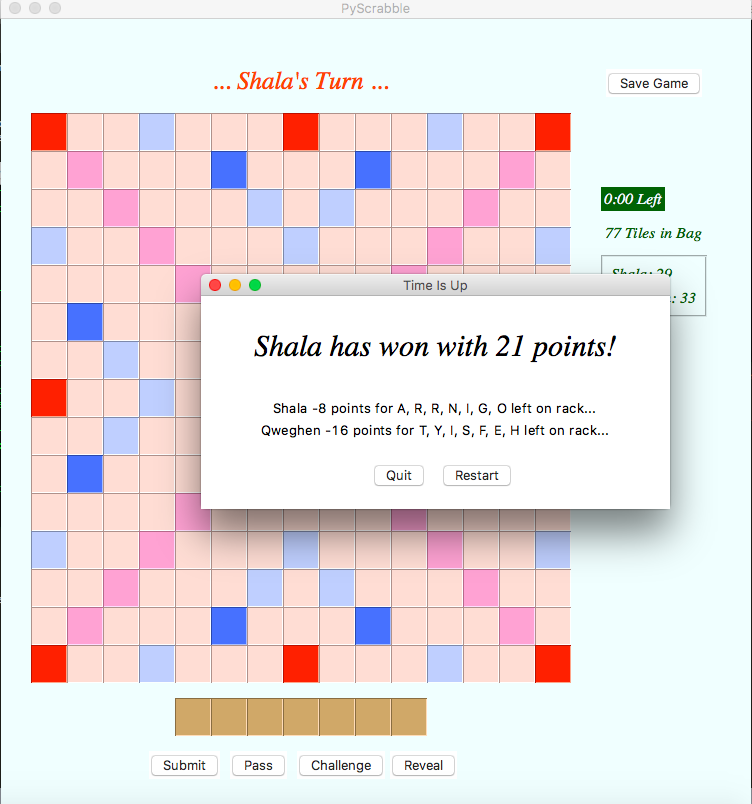 PyScrabble
... Shala's Turn ...
Save Game
0:00 Left
77 Tiles in Bag
Shala: 29
: 33
Time Is Up
Shala has won with 21 points!
Shala -8 points for A, R, R, N, I, G, O left on rack...
Qweghen -16 points for T, Y, I, S, F, E, H left on rack...
Quit Restart
Submit Pass Challenge Reveal